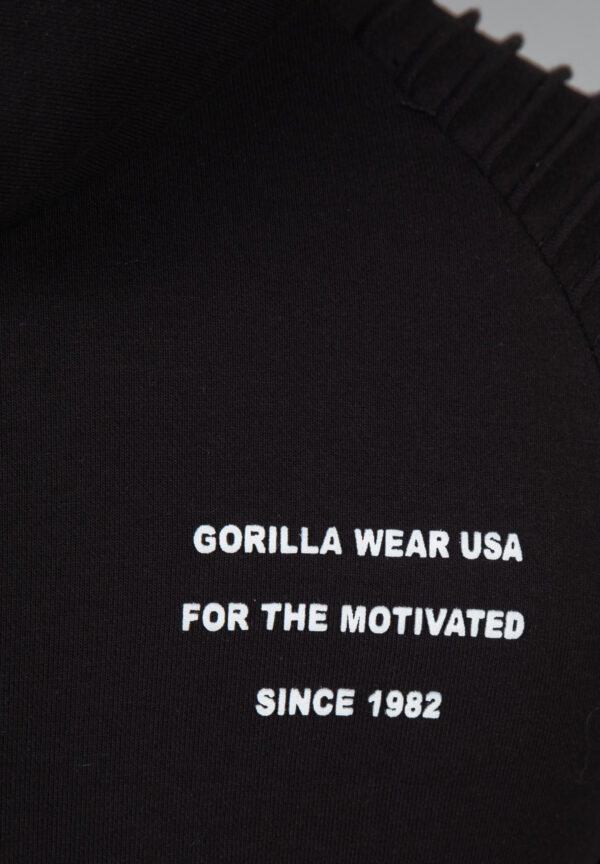 GORILLA WEAR USA
FOR THE MOTIVATED
SINCE 1982